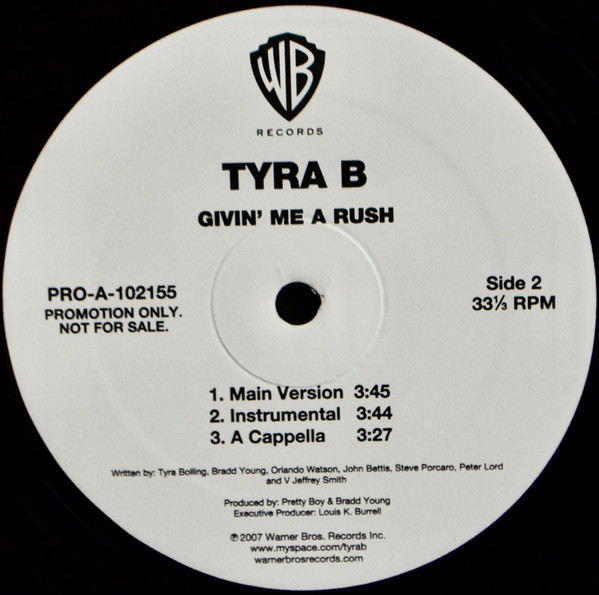 WB
RECORDS
TYRA B
GIVIN' ME A RUSH
PRO-A-102155
PROMOTION ONLY.
NOT FOR SALE.
Side 2
33⅓ RPM
1. Main Version 3:45
2. Instrumental 3:44
3. A Cappella 3:27
Written by: Tyra Bolling, Bradd Young, Orlando Watson, John Bettis, Steve Porcaro, Peter Lord
and V Jeffrey Smith
Produced by: Pretty Boy & Bradd Young
Executive Producer: Louis K. Burrell
℗ 2007 Warner Bros. Records Inc.
www.myspace.com/tyrab
warnerbrosrecords.com